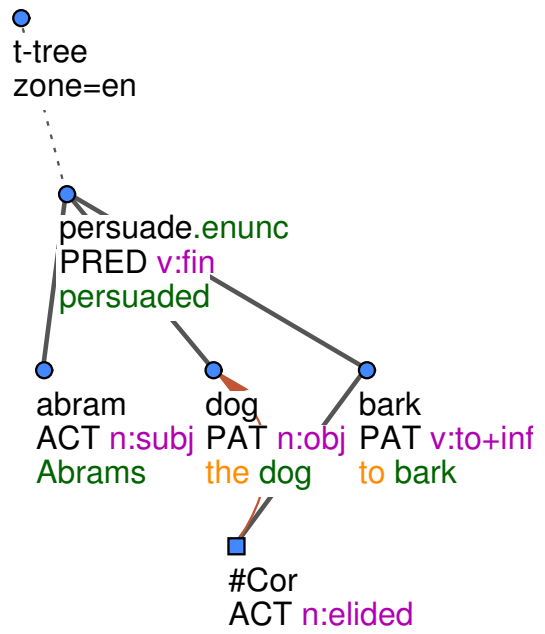 t-tree
zone=en
persuade.enunc
PRED v:fin
persuaded
abram
ACT n:subj
Abrams
dog
PAT n:obj
the dog
bark
PAT v:to+inf
to bark
#Cor
ACT n:elided